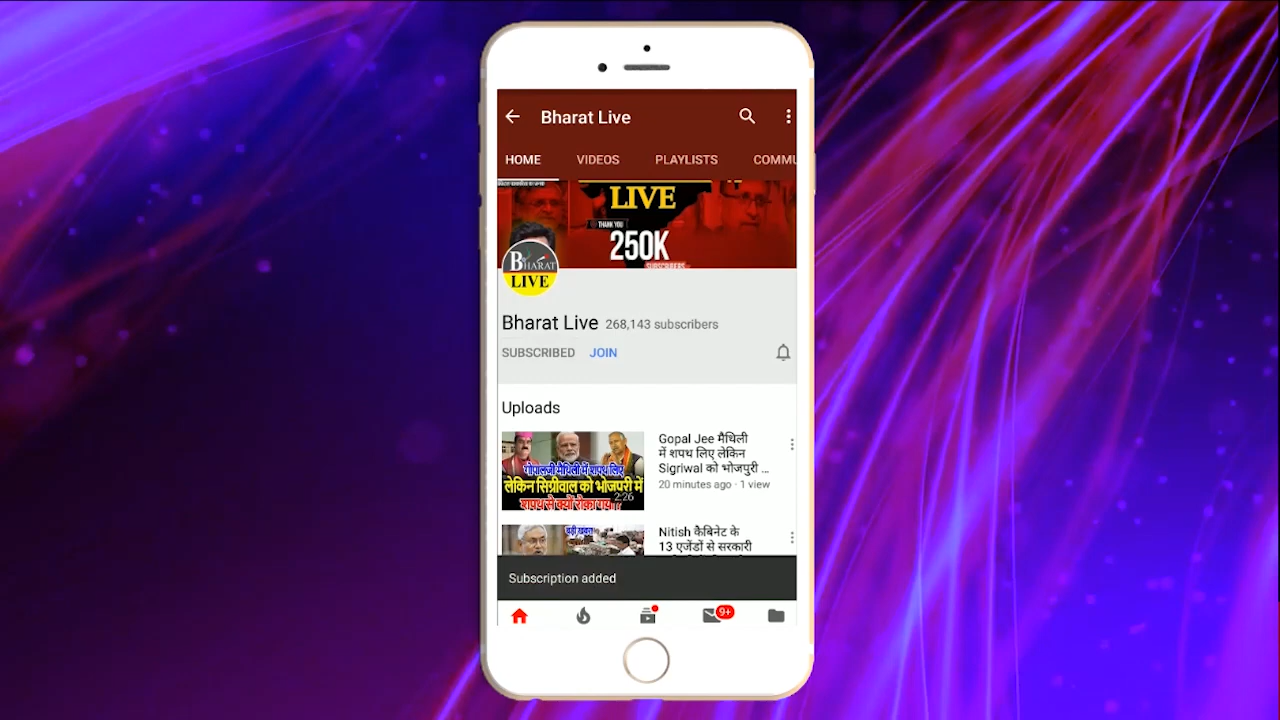 Bharat Live
HOME VIDEOS PLAYLISTS COMMU
LIVE
THANK YOU
250K
SUBSCRIBERS
BHARAT
LIVE
Bharat Live 268,143 subscribers
SUBSCRIBED JOIN
Uploads
गोपालजी मैथिली में शपथ लिए
लेकिन सिग्रीवाल को भोजपुरी में
शपथ से क्यों रोका गया
2:26
Gopal Jee मैथिली
में शपथ लिए लेकिन
Sigriwal को भोजपुरी ...
20 minutes ago · 1 view
बड़ी खबर
Nitish कैबिनेट के
13 एजेंडों से सरकारी
Subscription added
9+